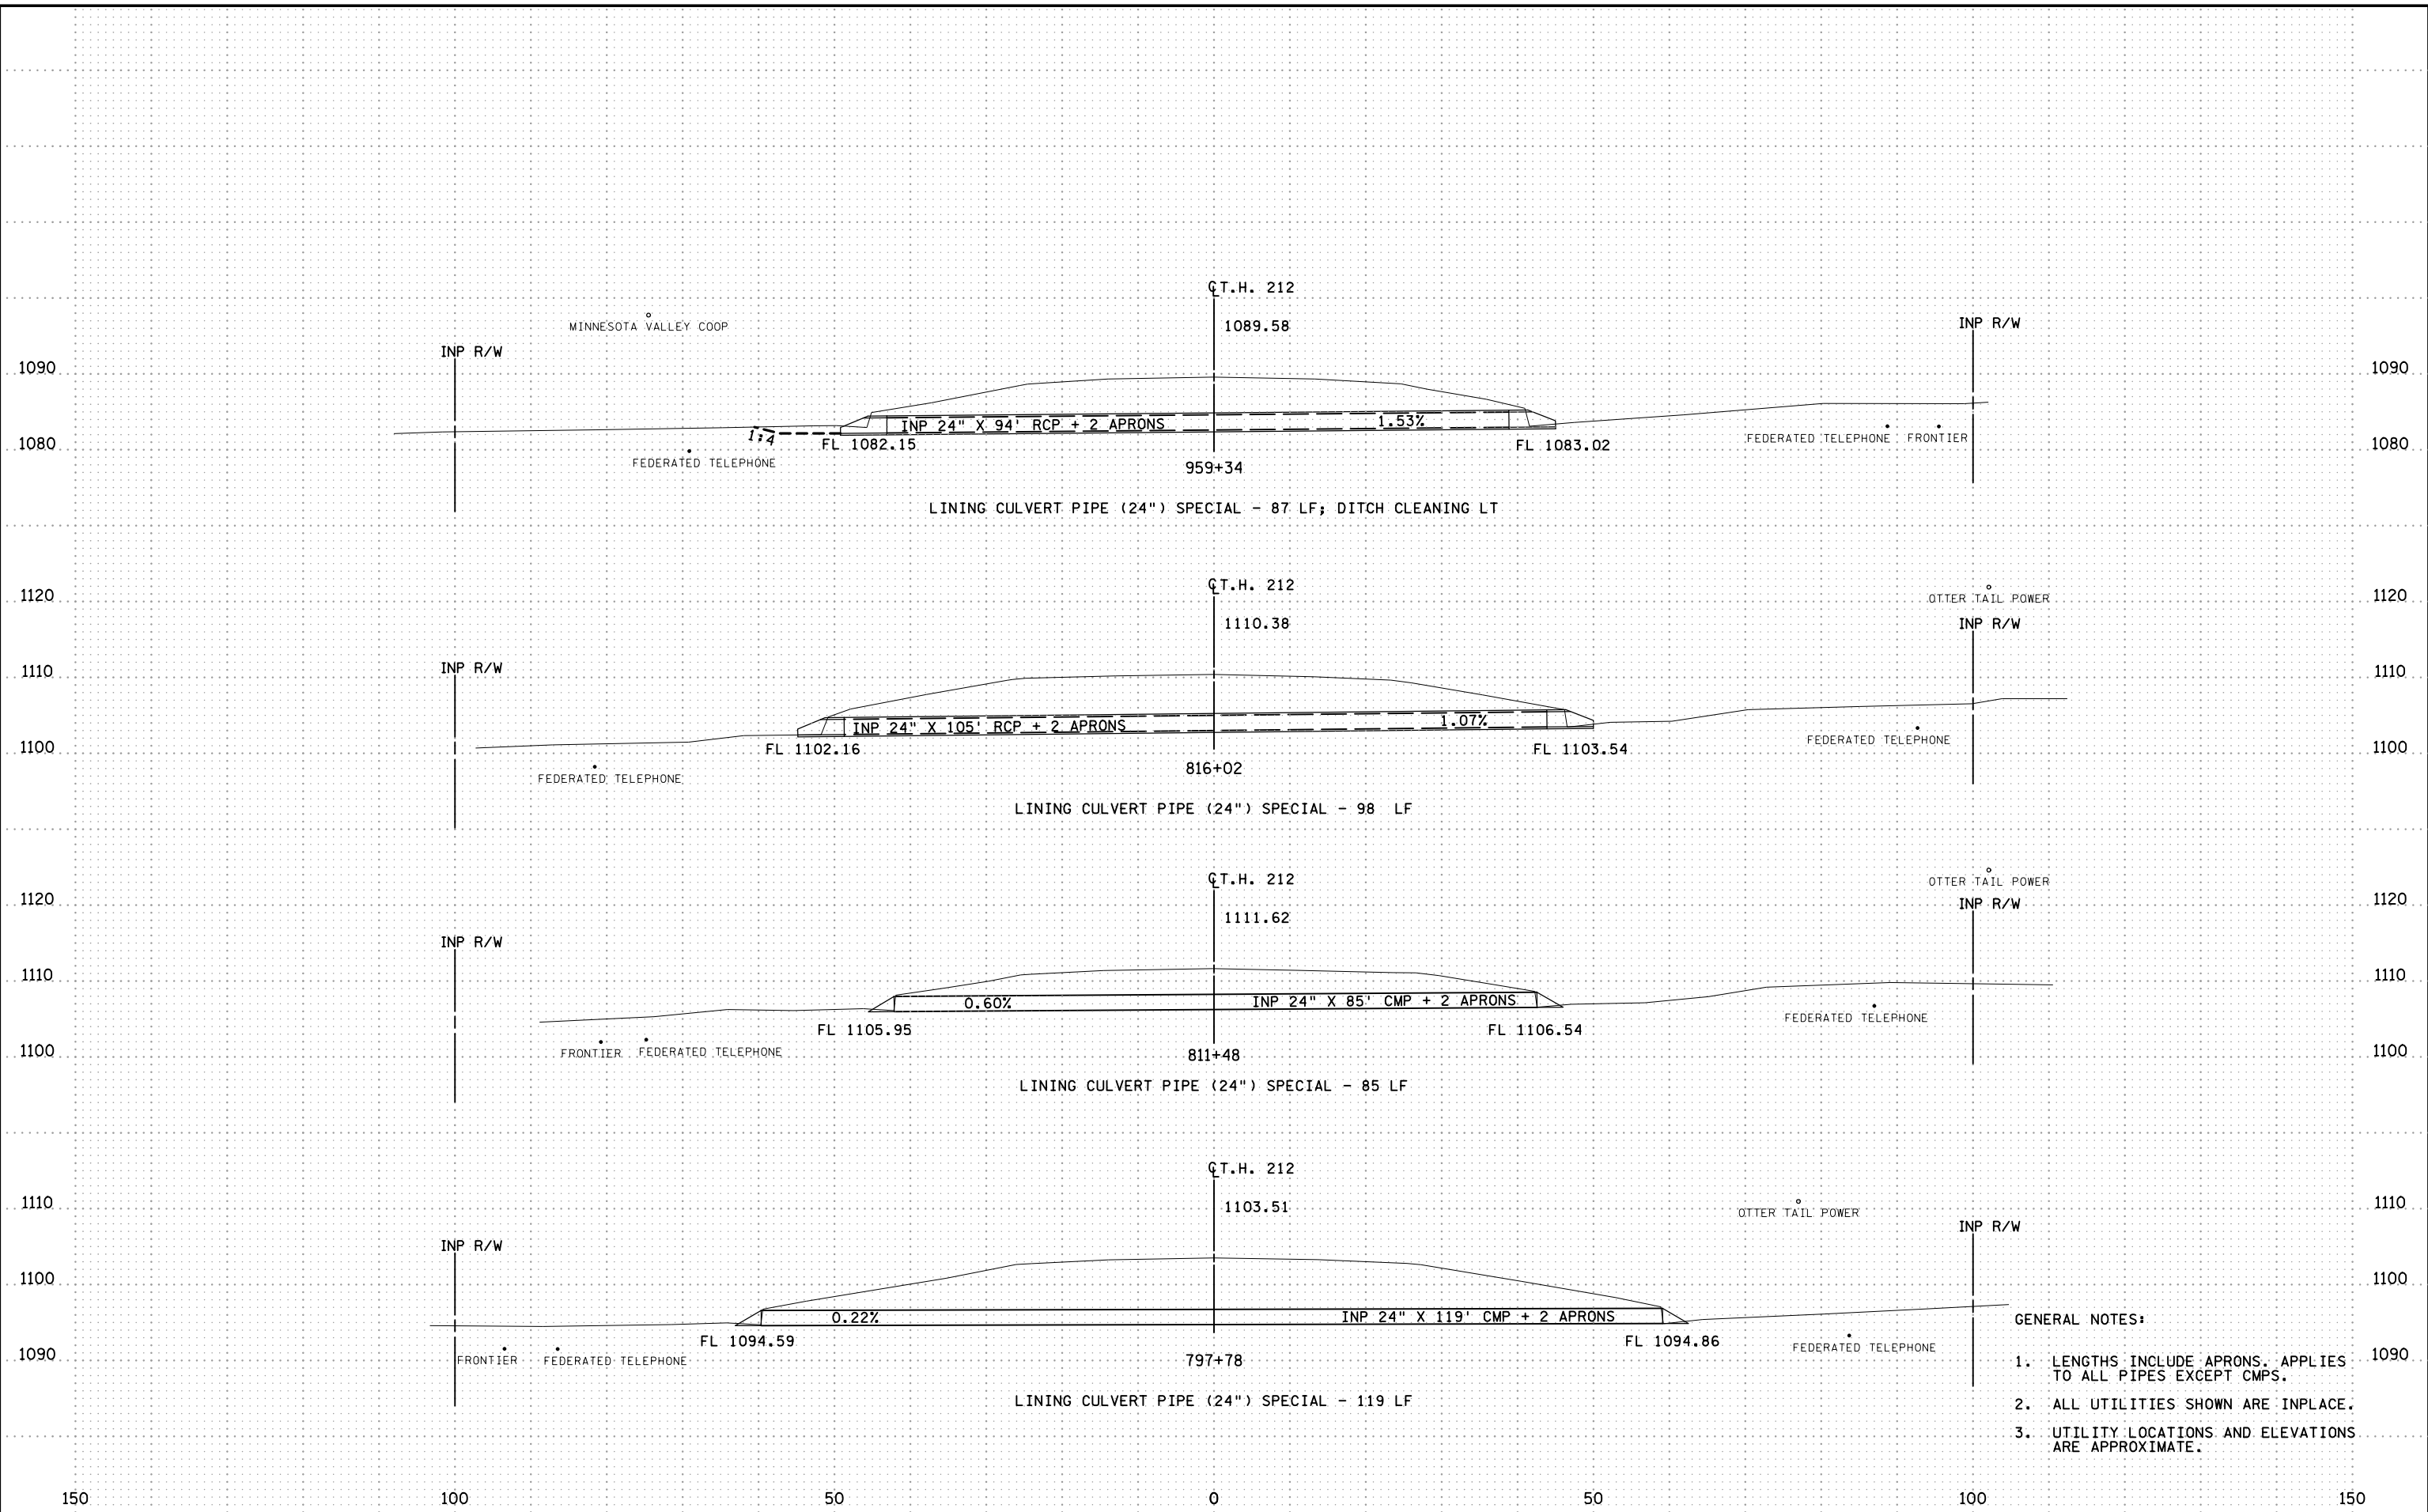 ℄ T.H. 212
1089.58
MINNESOTA VALLEY COOP
INP R/W
INP R/W
1090
1090
INP 24" X 94' RCP + 2 APRONS
1.53%
1:4
FL 1082.15
FL 1083.02
FEDERATED TELEPHONE
FRONTIER
1080
1080
FEDERATED TELEPHONE
959+34
LINING CULVERT PIPE (24") SPECIAL - 87 LF; DITCH CLEANING LT
℄ T.H. 212
1120
1120
OTTER TAIL POWER
1110.38
INP R/W
INP R/W
1110
1110
INP 24" X 105' RCP + 2 APRONS
1.07%
FL 1102.16
FL 1103.54
FEDERATED TELEPHONE
1100
1100
816+02
FEDERATED TELEPHONE
LINING CULVERT PIPE (24") SPECIAL - 98 LF
℄ T.H. 212
OTTER TAIL POWER
1120
1120
INP R/W
1111.62
INP R/W
1110
1110
0.60%
INP 24" X 85' CMP + 2 APRONS
FL 1105.95
FL 1106.54
FEDERATED TELEPHONE
1100
1100
FRONTIER
FEDERATED TELEPHONE
811+48
LINING CULVERT PIPE (24") SPECIAL - 85 LF
℄ T.H. 212
1110
1110
1103.51
OTTER TAIL POWER
INP R/W
INP R/W
1100
1100
0.22%
INP 24" X 119' CMP + 2 APRONS
FL 1094.59
FL 1094.86
FEDERATED TELEPHONE
1090
1090
FRONTIER
FEDERATED TELEPHONE
797+78
LINING CULVERT PIPE (24") SPECIAL - 119 LF
GENERAL NOTES:
1. LENGTHS INCLUDE APRONS. APPLIES
TO ALL PIPES EXCEPT CMPS.
2. ALL UTILITIES SHOWN ARE INPLACE.
3. UTILITY LOCATIONS AND ELEVATIONS
ARE APPROXIMATE.
150
100
50
0
50
100
150